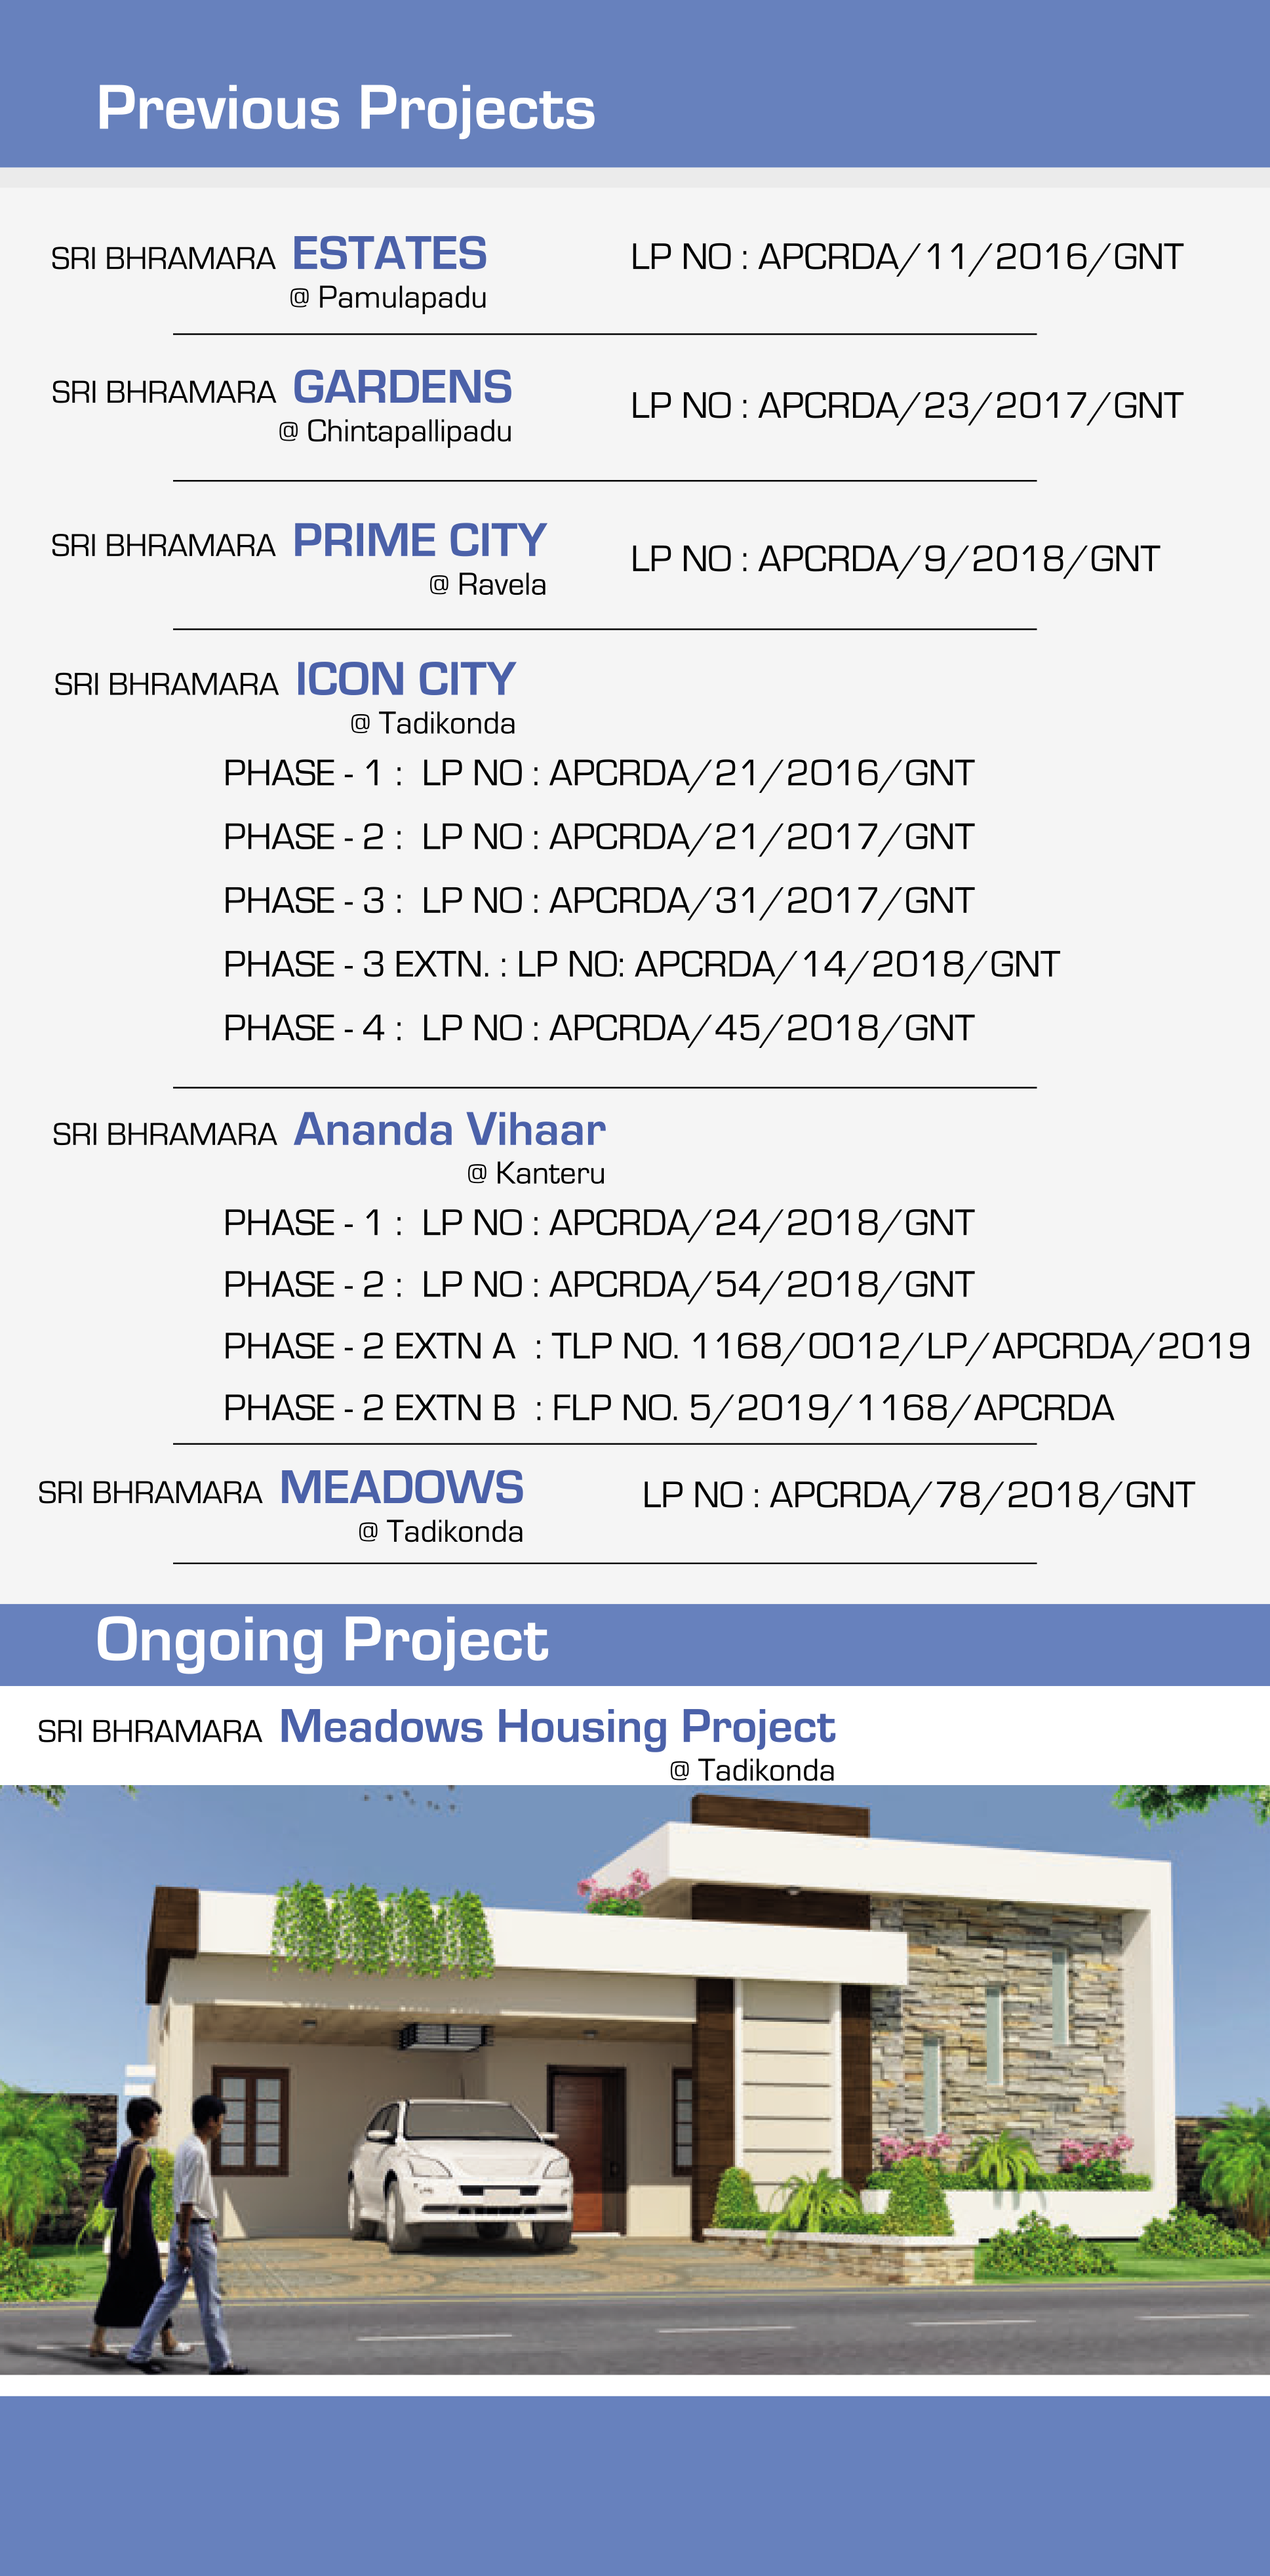 Previous Projects
SRI BHRAMARA ESTATES LP NO : APCRDA/11/2016/GNT
@ Pamulapadu
SRI BHRAMARA GARDENS LP NO : APCRDA/23/2017/GNT
@ Chintapallipadu
SRI BHRAMARA PRIME CITY LP NO : APCRDA/9/2018/GNT
@ Ravela
SRI BHRAMARA ICON CITY
@ Tadikonda
PHASE - 1 : LP NO : APCRDA/21/2016/GNT
PHASE - 2 : LP NO : APCRDA/21/2017/GNT
PHASE - 3 : LP NO : APCRDA/31/2017/GNT
PHASE - 3 EXTN. : LP NO: APCRDA/14/2018/GNT
PHASE - 4 : LP NO : APCRDA/45/2018/GNT
SRI BHRAMARA Ananda Vihaar
@ Kanteru
PHASE - 1 : LP NO : APCRDA/24/2018/GNT
PHASE - 2 : LP NO : APCRDA/54/2018/GNT
PHASE - 2 EXTN A : TLP NO. 1168/0012/LP/APCRDA/2019
PHASE - 2 EXTN B : FLP NO. 5/2019/1168/APCRDA
SRI BHRAMARA MEADOWS LP NO : APCRDA/78/2018/GNT
@ Tadikonda
Ongoing Project
SRI BHRAMARA Meadows Housing Project
@ Tadikonda